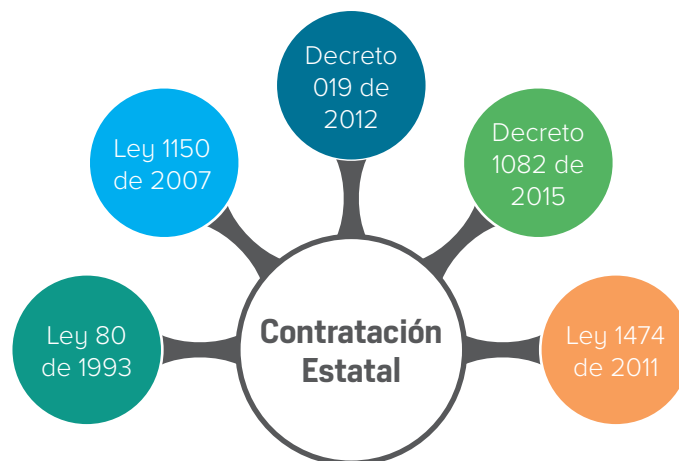 Decreto
019 de
2012
Ley 1150
de 2007
Decreto
1082 de
2015
Ley 80
de 1993
Contratación
Estatal
Ley 1474
de 2011